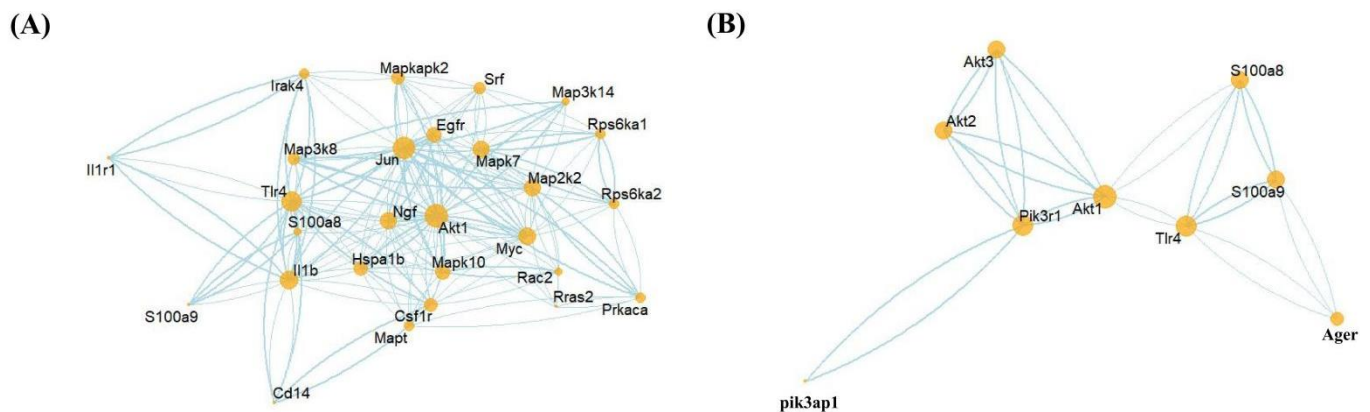 (A)
(B)
Irak4
Mapkapk2
Srf
Map3k14
Egfr
Rps6ka1
Il1r1
Map3k8
Jun
Mapk7
Map2k2
Tlr4
Rps6ka2
S100a8
Ngf
Akt1
Myc
Il1b
Hspa1b
Mapk10
Rac2
Rras2
S100a9
Csf1r
Prkaca
Mapt
Cd14
Akt3
S100a8
Akt2
S100a9
Pik3r1
Akt1
Tlr4
Ager
pik3ap1